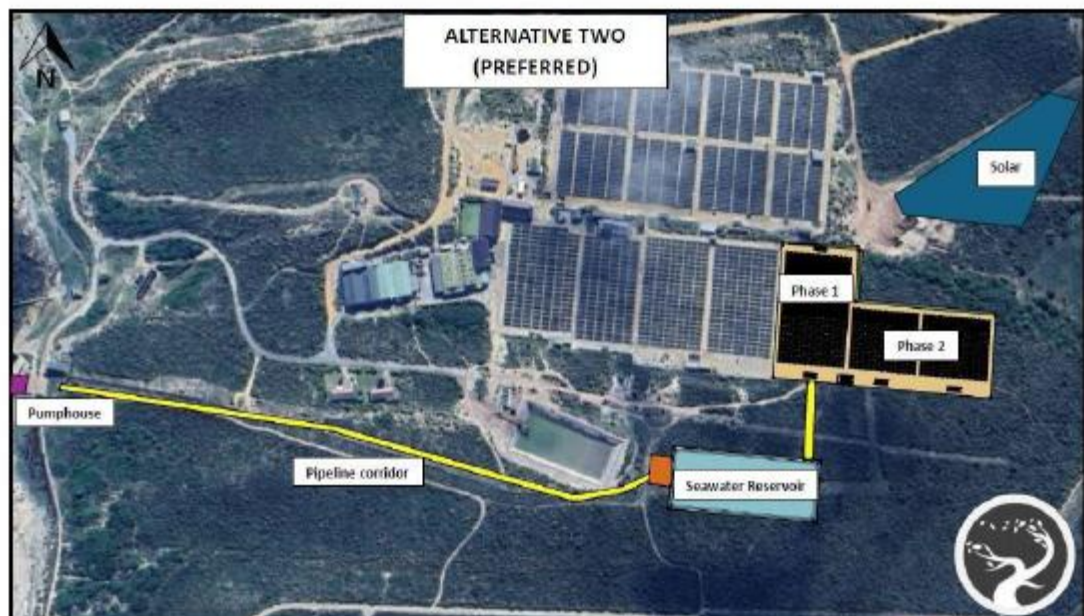 ALTERNATIVE TWO
(PREFERRED)
N
Solar
Phase 1
Phase 2
Pumphouse
Pipeline corridor
Seawater Reservoir